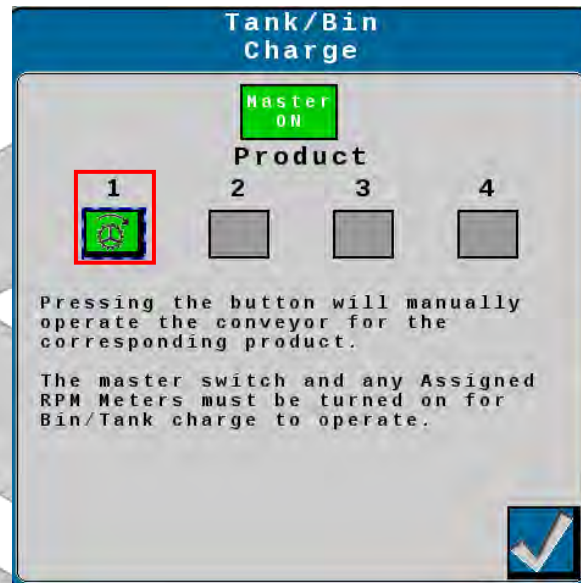 Tank/Bin
Charge
Master
ON
Product
1 2 3 4
Pressing the button will manually
operate the conveyor for the
corresponding product.
The master switch and any Assigned
RPM Meters must be turned on for
Bin/Tank charge to operate.